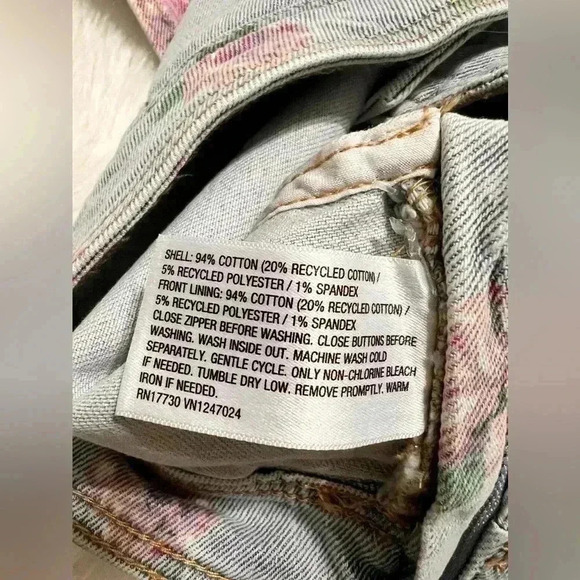 SHELL: 94% COTTON (20% RECYCLED COTTON) /
5% RECYCLED POLYESTER / 1% SPANDEX
FRONT LINING: 94% COTTON (20% RECYCLED COTTON) /
5% RECYCLED POLYESTER / 1% SPANDEX
CLOSE ZIPPER BEFORE WASHING. CLOSE BUTTONS BEFORE
WASHING. WASH INSIDE OUT. MACHINE WASH COLD
SEPARATELY. GENTLE CYCLE. ONLY NON-CHLORINE BLEACH
IF NEEDED. TUMBLE DRY LOW. REMOVE PROMPTLY. WARM
IRON IF NEEDED.
RN17730 VN1247024